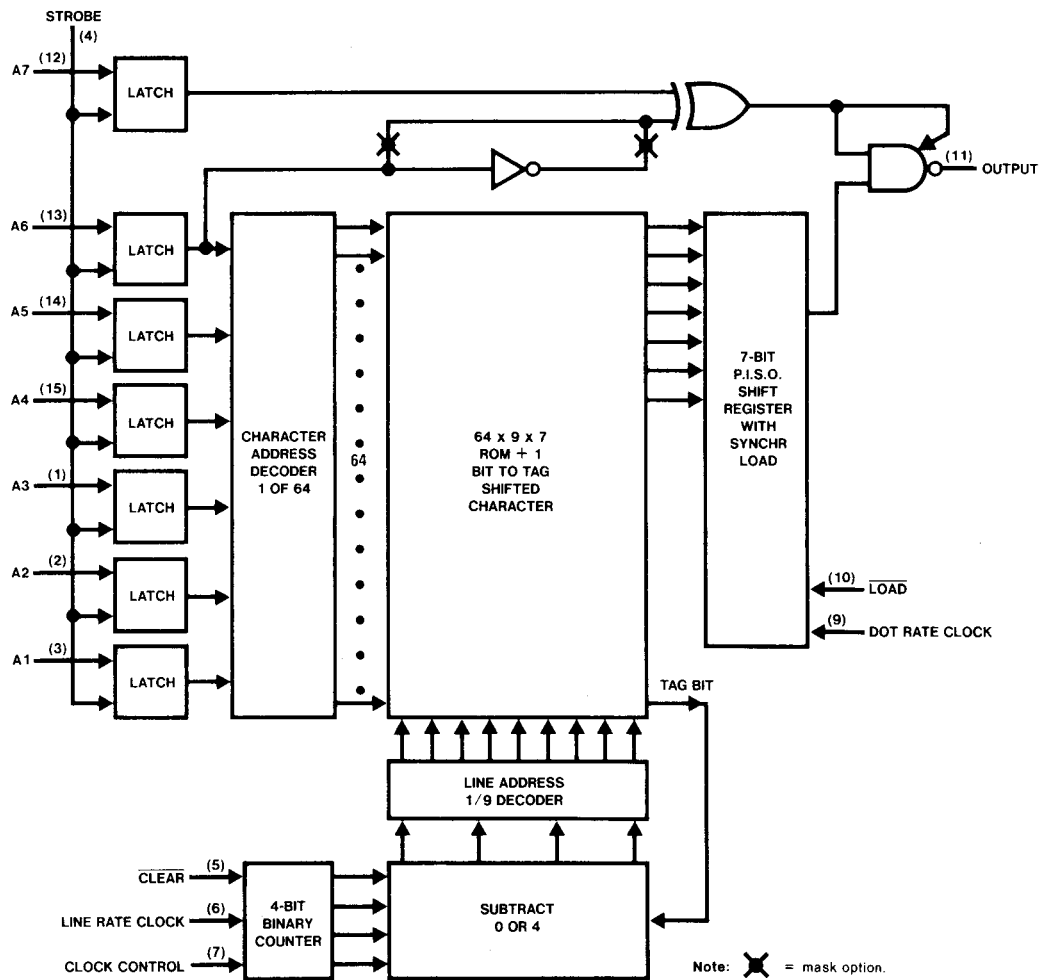 STROBE
(4)
A7 (12)
LATCH
(11)
OUTPUT
A6 (13)
LATCH
A5 (14)
LATCH
A4 (15)
LATCH
A3 (1)
LATCH
A2 (2)
LATCH
A1 (3)
LATCH
CHARACTER
ADDRESS
DECODER
1 OF 64
64
64 x 9 x 7
ROM + 1
BIT TO TAG
SHIFTED
CHARACTER
7-BIT
P.I.S.O.
SHIFT
REGISTER
WITH
SYNCHR
LOAD
(10) LOAD
(9) DOT RATE CLOCK
TAG BIT
LINE ADDRESS
1/9 DECODER
CLEAR (5)
LINE RATE CLOCK (6)
CLOCK CONTROL (7)
4-BIT
BINARY
COUNTER
SUBTRACT
0 OR 4
Note: = mask option.